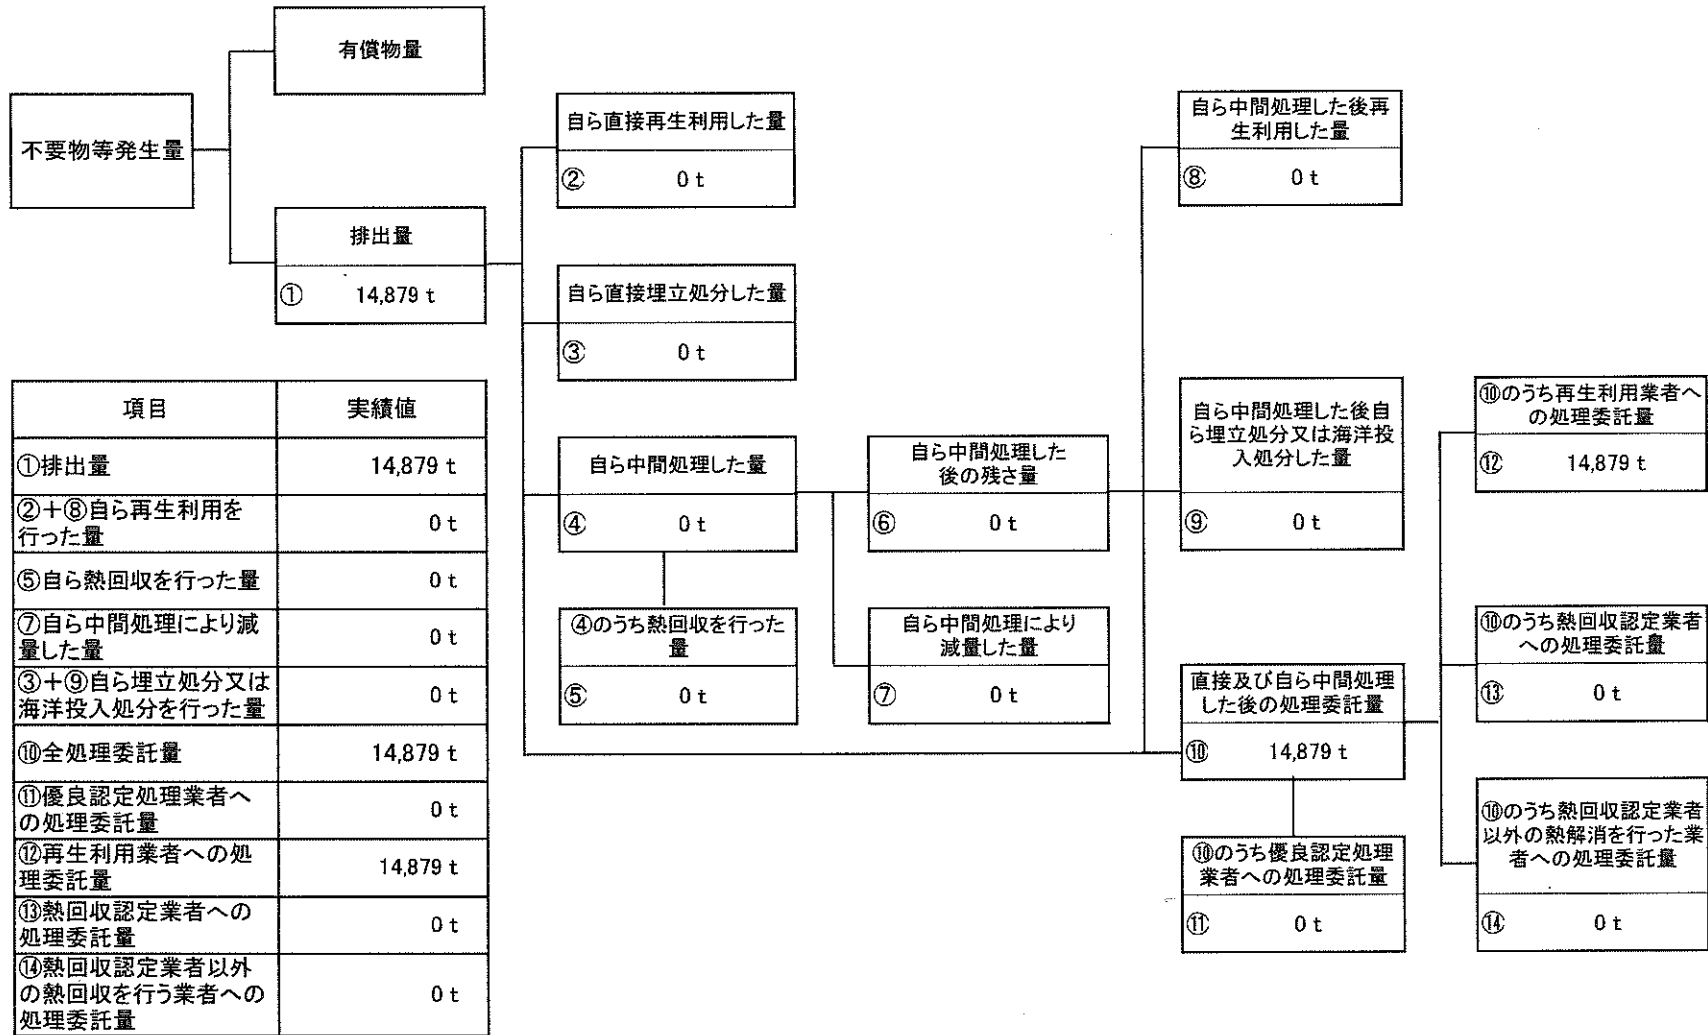 有償物量
不要物等発生量
排出量
① 14,879 t
自ら直接再生利用した量
② 0 t
自ら直接埋立処分した量
③ 0 t
自ら中間処理した量
④ 0 t
④のうち熱回収を行った
量
⑤ 0 t
自ら中間処理した
後の残さ量
⑥ 0 t
自ら中間処理により
減量した量
⑦ 0 t
自ら中間処理した後再
生利用した量
⑧ 0 t
自ら中間処理した後自
ら埋立処分又は海洋投
入処分した量
⑨ 0 t
直接及び自ら中間処理
した後の処理委託量
⑩ 14,879 t
⑩のうち優良認定処理
業者への処理委託量
⑪ 0 t
⑩のうち再生利用業者へ
の処理委託量
⑫ 14,879 t
⑩のうち熱回収認定業者
への処理委託量
⑬ 0 t
⑩のうち熱回収認定業者
以外の熱解消を行った業
者への処理委託量
⑭ 0 t
項目 実績値
①排出量 14,879 t
②+⑧自ら再生利用を
行った量 0 t
⑤自ら熱回収を行った量 0 t
⑦自ら中間処理により減
量した量 0 t
③+⑨自ら埋立処分又は
海洋投入処分を行った量 0 t
⑩全処理委託量 14,879 t
⑪優良認定処理業者へ
の処理委託量 0 t
⑫再生利用業者への処
理委託量 14,879 t
⑬熱回収認定業者への
処理委託量 0 t
⑭熱回収認定業者以外
の熱回収を行う業者への
処理委託量 0 t